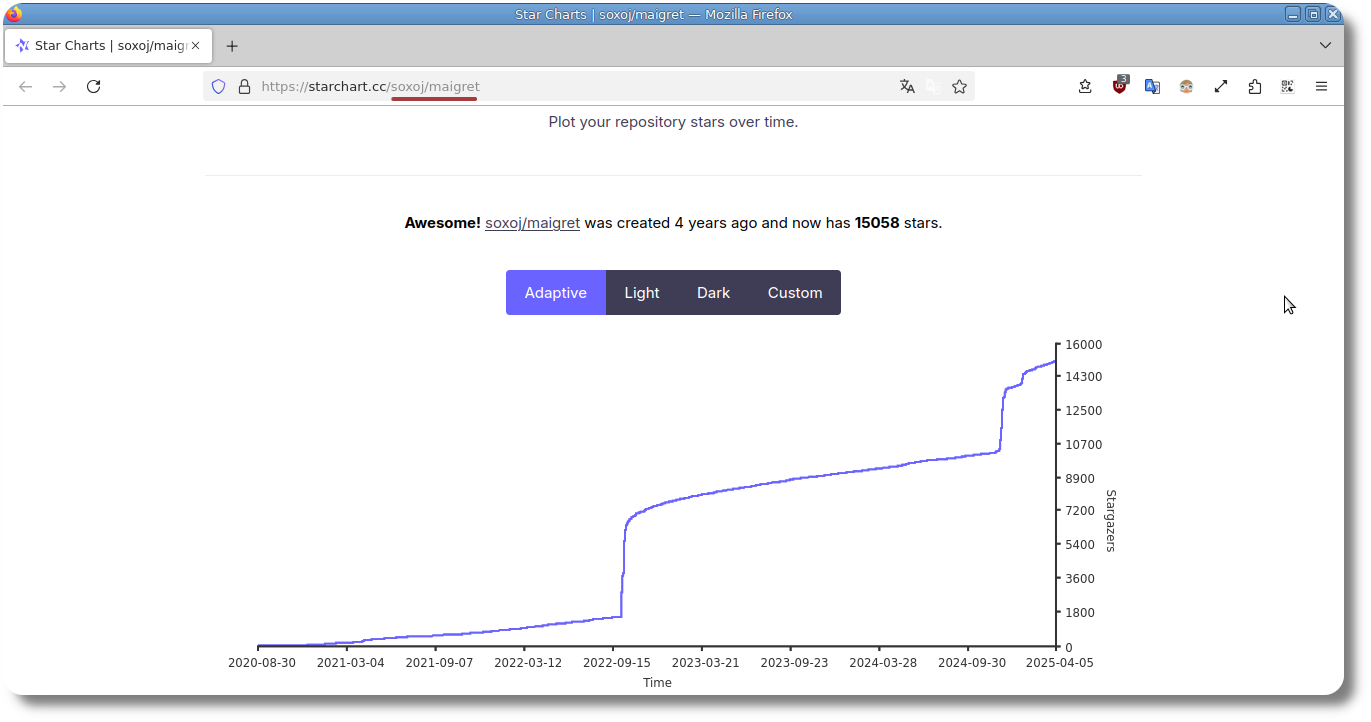 Star Charts | soxoj/maigret — Mozilla Firefox
Star Charts | soxoj/maigr
https://starchart.cc/soxoj/maigret
3
Plot your repository stars over time.
Awesome! soxoj/maigret was created 4 years ago and now has 15058 stars.
Adaptive Light Dark Custom
16000
14300
12500
10700
8900
7200
5400
3600
1800
0
Stargazers
2020-08-30 2021-03-04 2021-09-07 2022-03-12 2022-09-15 2023-03-21 2023-09-23 2024-03-28 2024-09-30 2025-04-05
Time